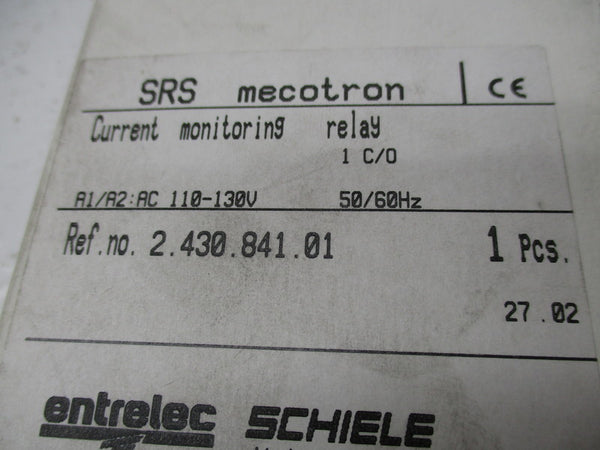 SRS mecotron CE
Current monitoring relay
1 C/O
A1/A2:AC 110-130V 50/60Hz
Ref.no. 2.430.841.01 1 Pcs.
27.02
entrelec SCHIELE